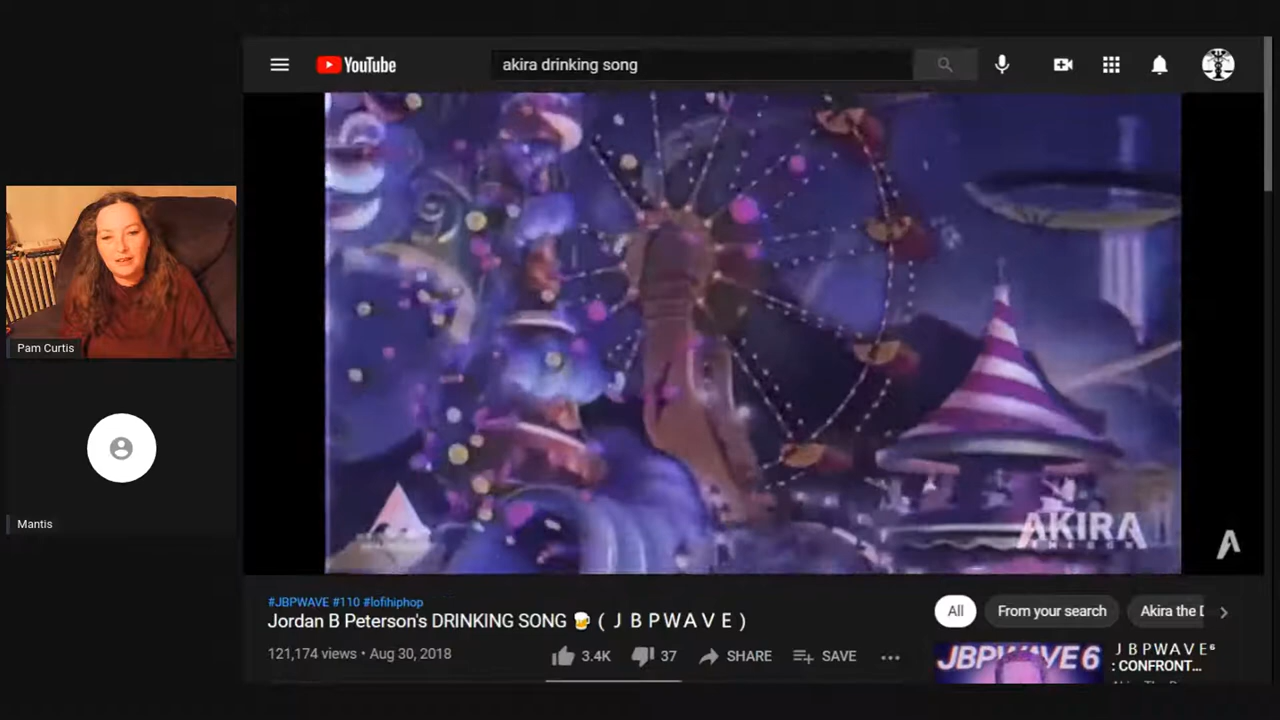 YouTube
akira drinking song
Pam Curtis
Mantis
AKIRA
#JBPWAVE #110 #lofihiphop
Jordan B Peterson's DRINKING SONG 🍺 ( J B P W A V E )
121,174 views • Aug 30, 2018
3.4K
37
SHARE
SAVE
All
From your search
Akira the D
JBPWAVE 6
J B P W A V E ⁶
: CONFRONT...